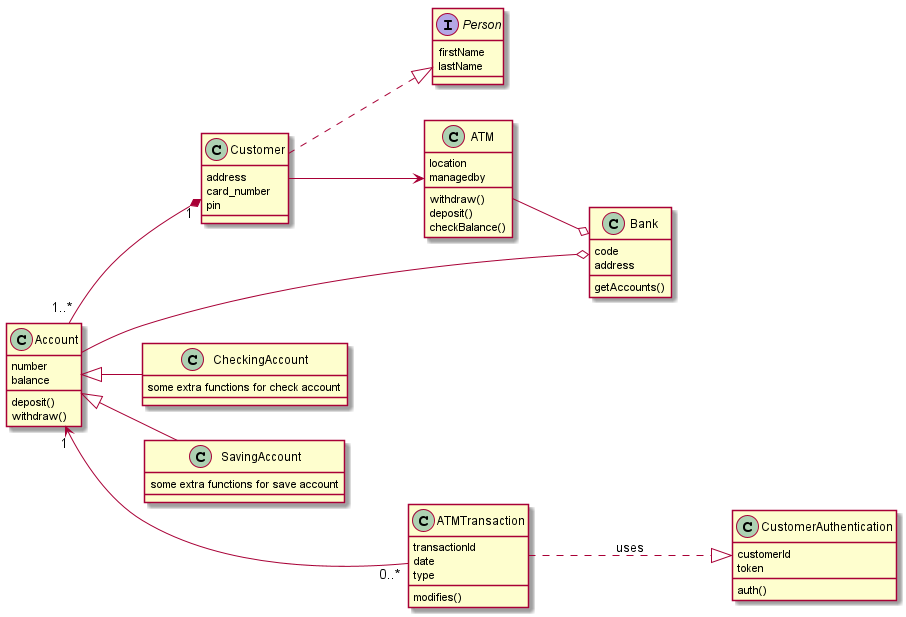 I Person
firstName
lastName
C Customer
address
card_number
pin
1
C ATM
location
managedby
withdraw()
deposit()
checkBalance()
C Bank
code
address
getAccounts()
1..*
C Account
number
balance
deposit()
withdraw()
1
C CheckingAccount
some extra functions for check account
C SavingAccount
some extra functions for save account
C ATMTransaction
transactionId
date
type
modifies()
0..*
uses
C CustomerAuthentication
customerId
token
auth()